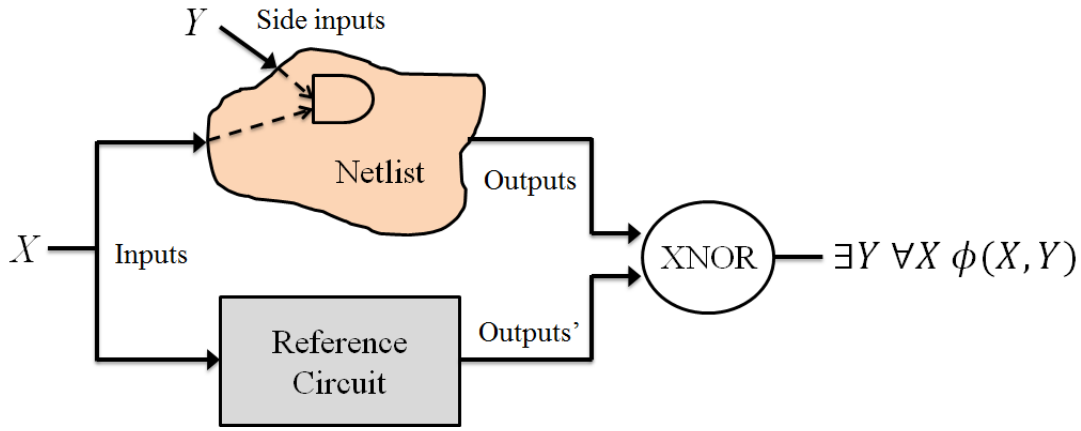 Y
Side inputs
Netlist
Outputs
X
Inputs
XNOR
∃Y ∀X ϕ(X, Y)
Outputs’
Reference
Circuit